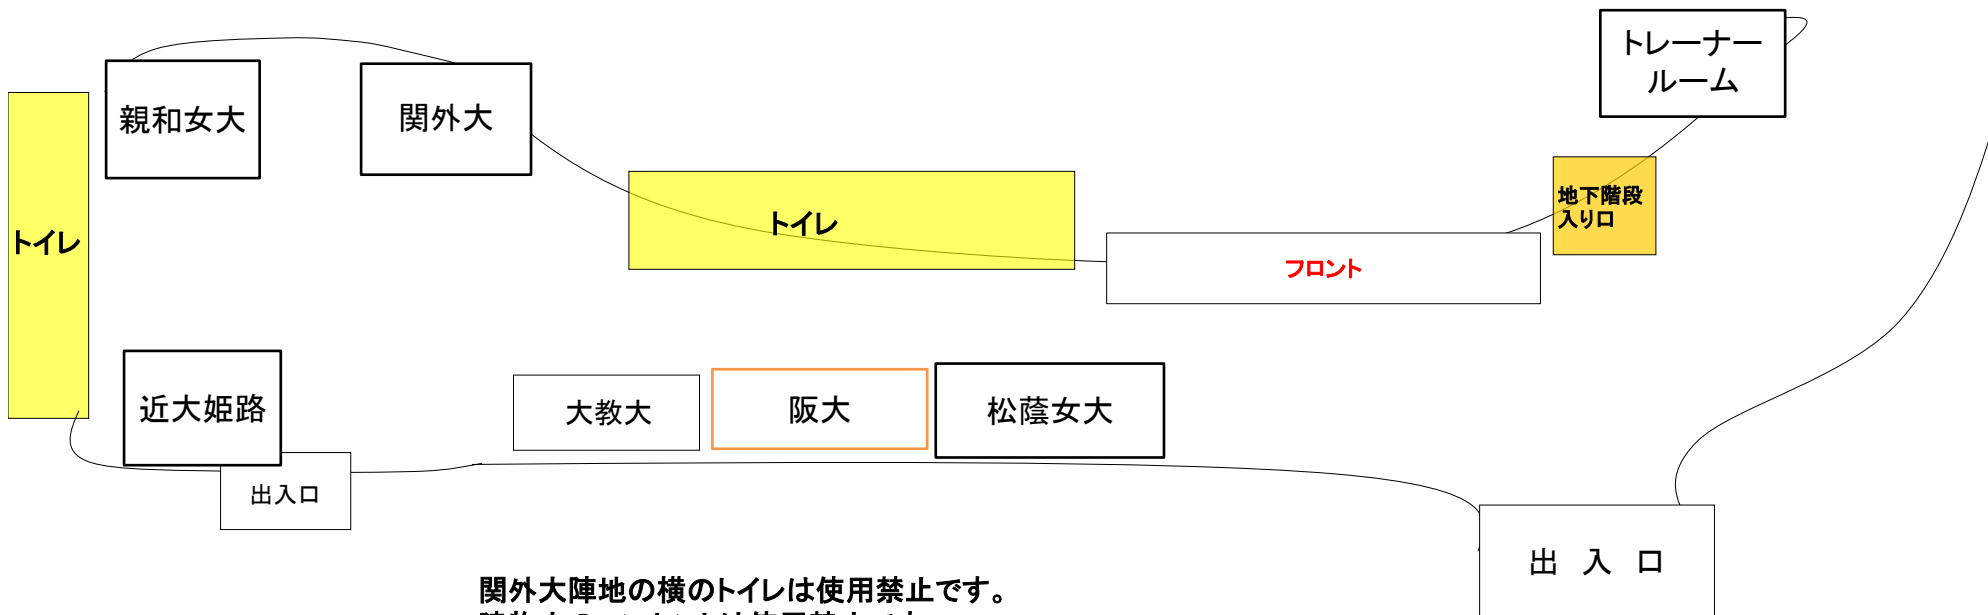 トレーナー
ルーム
親和女大
関外大
地下階段
入り口
トイレ
トイレ
フロント
近大姫路
大教大
阪大
松蔭女大
出入口
出 入 口
関外大陣地の横のトイレは使用禁止です。